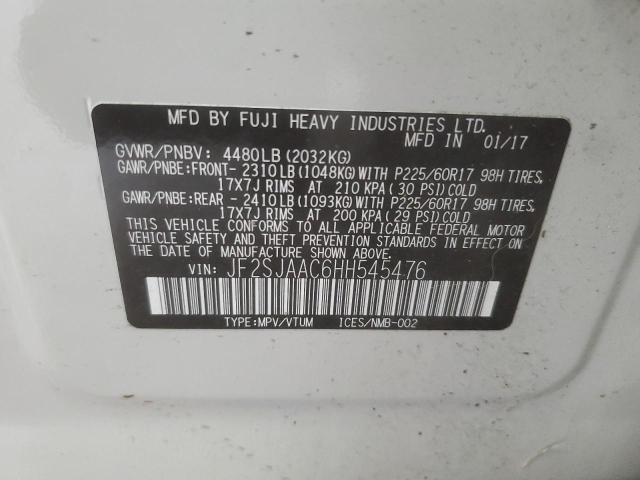 MFD BY FUJI HEAVY INDUSTRIES LTD.
MFD IN 01/17
GVWR/PNBV: 4480LB(2032KG)
GAWR/PNBE:FRONT- 2310LB(1048KG)WITH P225/60R17 98H TIRES,
17X7J RIMS AT 210 KPA(30 PSI)COLD
GAWR/PNBE:REAR - 2410LB(1093KG)WITH P225/60R17 98H TIRES,
17X7J RIMS AT 200 KPA(29 PSI)COLD
THIS VEHICLE CONFORMS TO ALL APPLICABLE FEDERAL MOTOR
VEHICLE SAFETY AND THEFT PREVENTION STANDARDS IN EFFECT ON
THE DATE OF MANUFACTURE SHOWN ABOVE.
VIN: JF2SJAAC6HH545476
TYPE:MPV/VTUM ICES/NMB-002